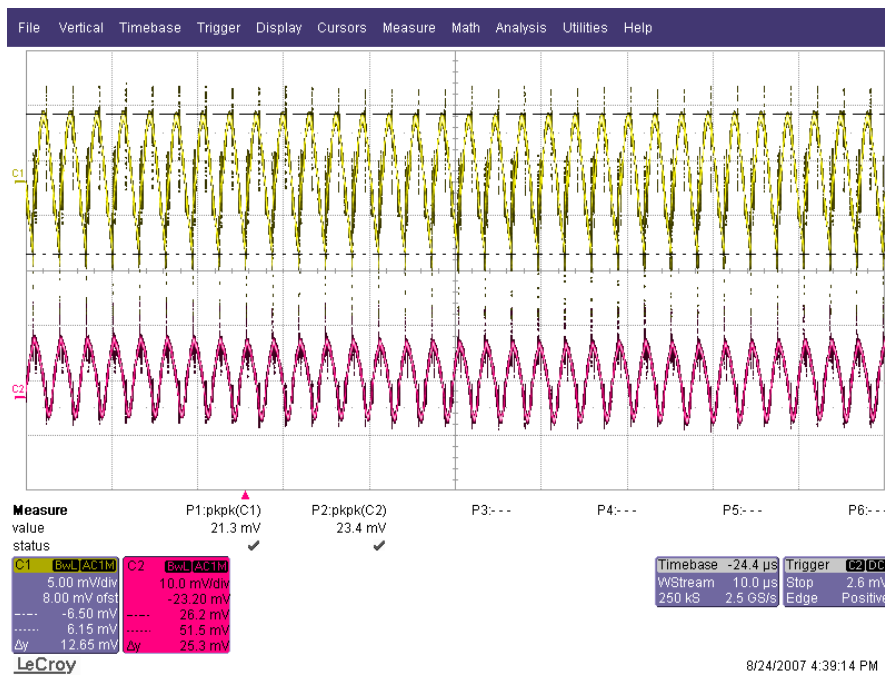 File Vertical Timebase Trigger Display Cursors Measure Math Analysis Utilities Help
C1
C2
Measure P1:pkpk(C1) P2:pkpk(C2) P3:- - - P4:- - - P5:- - - P6:- - -
value 21.3 mV 23.4 mV
status
C1 BwL AC1M C2 BwL AC1M Timebase -24.4 µs Trigger C2 DC
5.00 mV/div 10.0 mV/div WStream 10.0 µs Stop 2.6 mV
8.00 mV ofst -23.20 mV 250 kS 2.5 GS/s Edge Positive
-6.50 mV 26.2 mV
6.15 mV 51.5 mV
Δy 12.65 mV Δy 25.3 mV
LeCroy 8/24/2007 4:39:14 PM